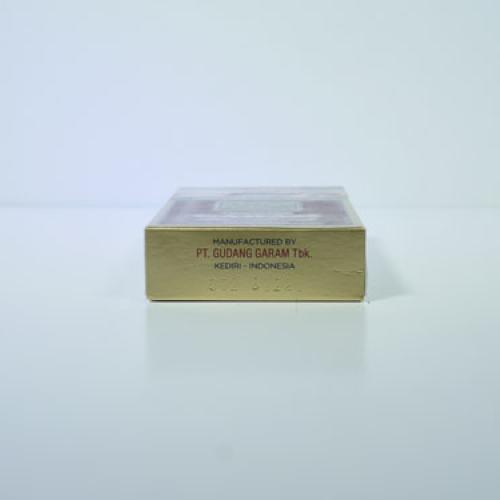 MANUFACTURED BY
PT. GUDANG GARAM Tbk.
KEDIRI - INDONESIA